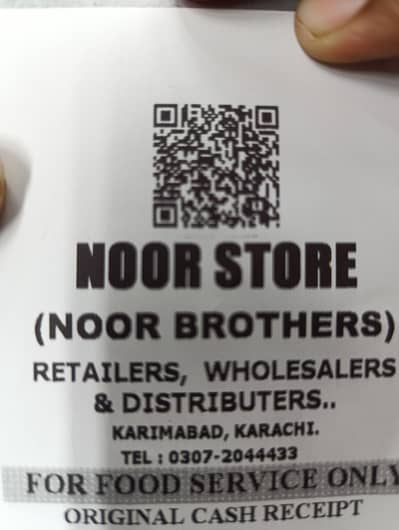 NOOR STORE
(NOOR BROTHERS)
RETAILERS, WHOLESALERS
& DISTRIBUTERS..
KARIMABAD, KARACHI.
TEL : 0307-2044433
FOR FOOD SERVICE ONLY
ORIGINAL CASH RECEIPT